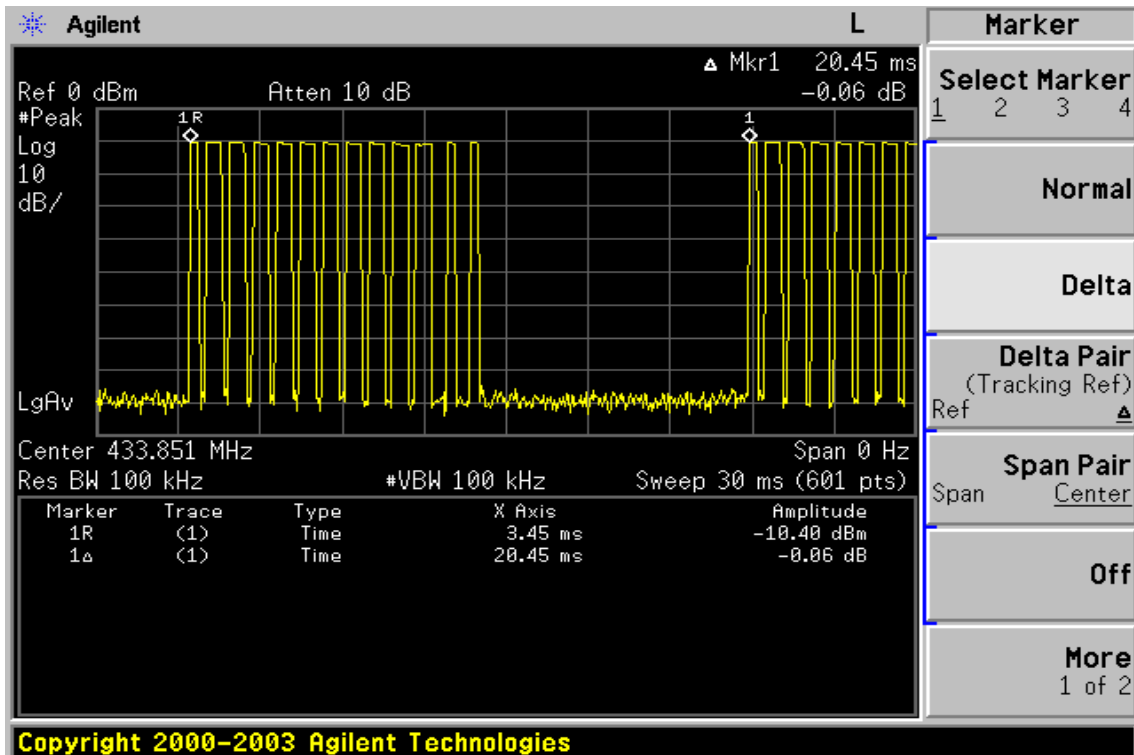 Agilent L Marker
Δ Mkr1 20.45 ms
Ref 0 dBm Atten 10 dB -0.06 dB
#Peak
Log
10
dB/
1R
1
LgAv
Center 433.851 MHz Span 0 Hz
Res BW 100 kHz #VBW 100 kHz Sweep 30 ms (601 pts)
Marker Trace Type X Axis Amplitude
1R (1) Time 3.45 ms -10.40 dBm
1Δ (1) Time 20.45 ms -0.06 dB
Select Marker
1 2 3 4
Normal
Delta
Delta Pair
(Tracking Ref)
Ref Δ
Span Pair
Span Center
Off
More
1 of 2
Copyright 2000-2003 Agilent Technologies